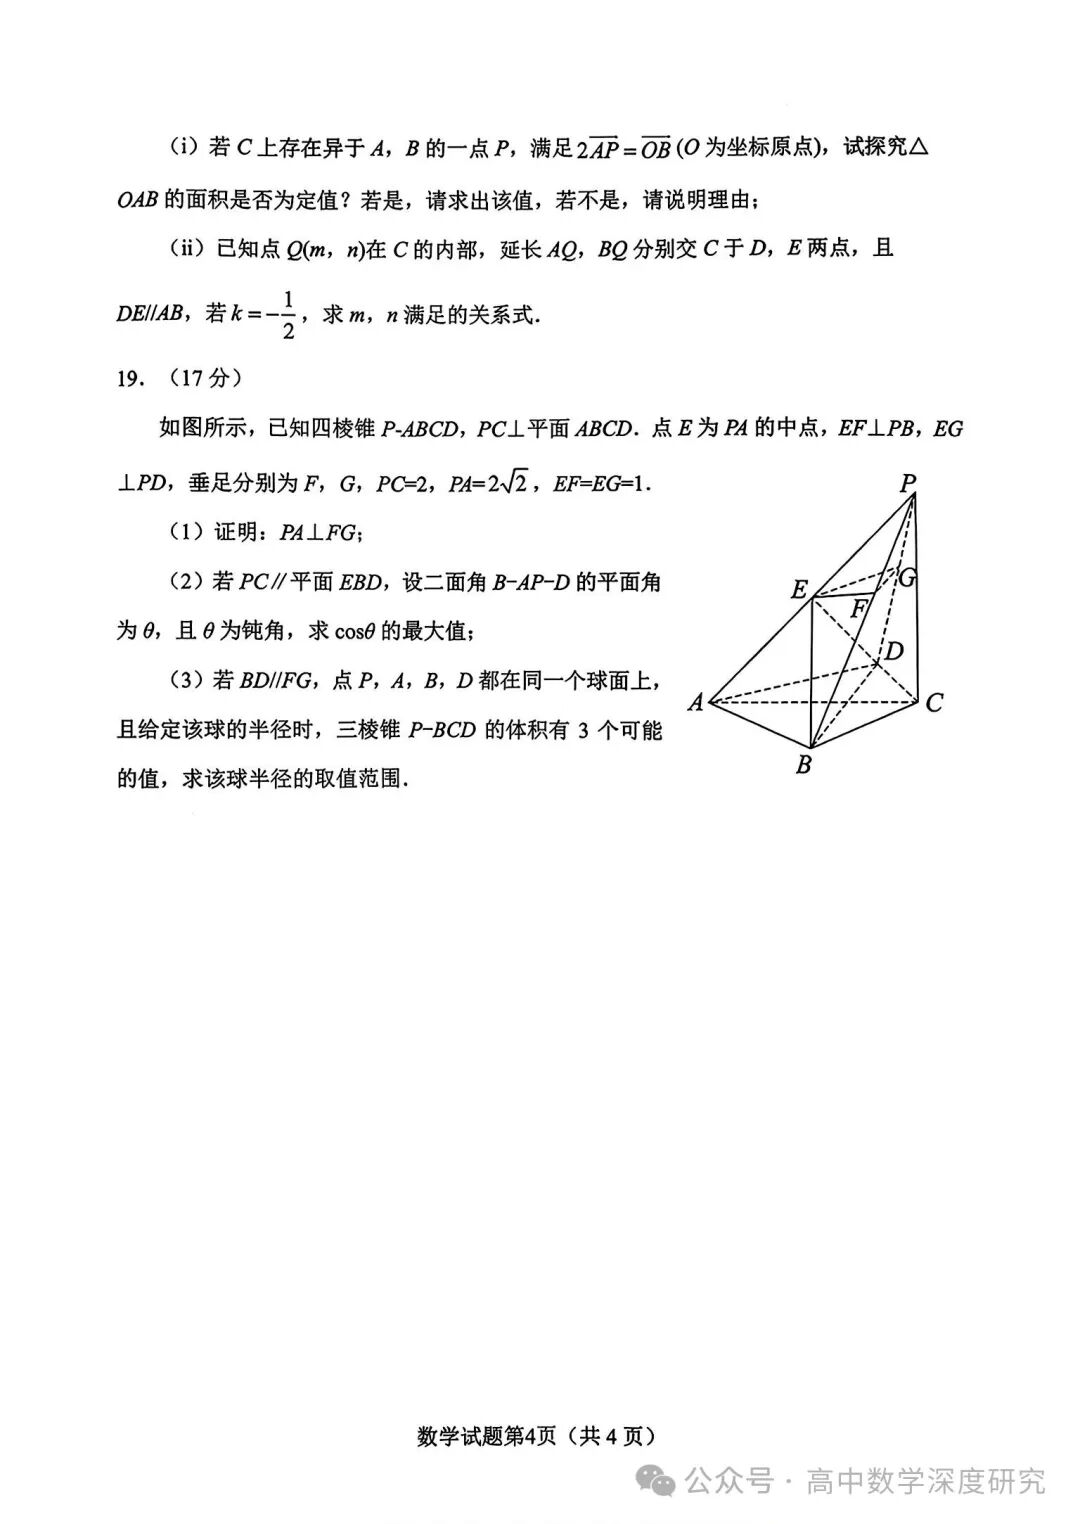 （i）若 C 上存在异于 A，B 的一点 P，满足 2$\overline{AP}$ = $\overline{OB}$ (O 为坐标原点)，试探究△
OAB 的面积是否为定值？若是，请求出该值，若不是，请说明理由；
（ii）已知点 Q(m，n)在 C 的内部，延长 AQ，BQ 分别交 C 于 D，E 两点，且
DE//AB，若 k = −1/2，求 m，n 满足的关系式．
19．（17 分）
如图所示，已知四棱锥 P-ABCD，PC⊥平面 ABCD．点 E 为 PA 的中点，EF⊥PB，EG
⊥PD，垂足分别为 F，G，PC=2，PA=2√2，EF=EG=1．
（1）证明：PA⊥FG；
（2）若 PC∥平面 EBD，设二面角 B-AP-D 的平面角
为 θ，且 θ 为钝角，求 cosθ 的最大值；
（3）若 BD//FG，点 P，A，B，D 都在同一个球面上，
且给定该球的半径时，三棱锥 P-BCD 的体积有 3 个可能
的值，求该球半径的取值范围．
P
E
G
F
D
A
C
B
数学试题第4页（共 4 页）
公众号 · 高中数学深度研究